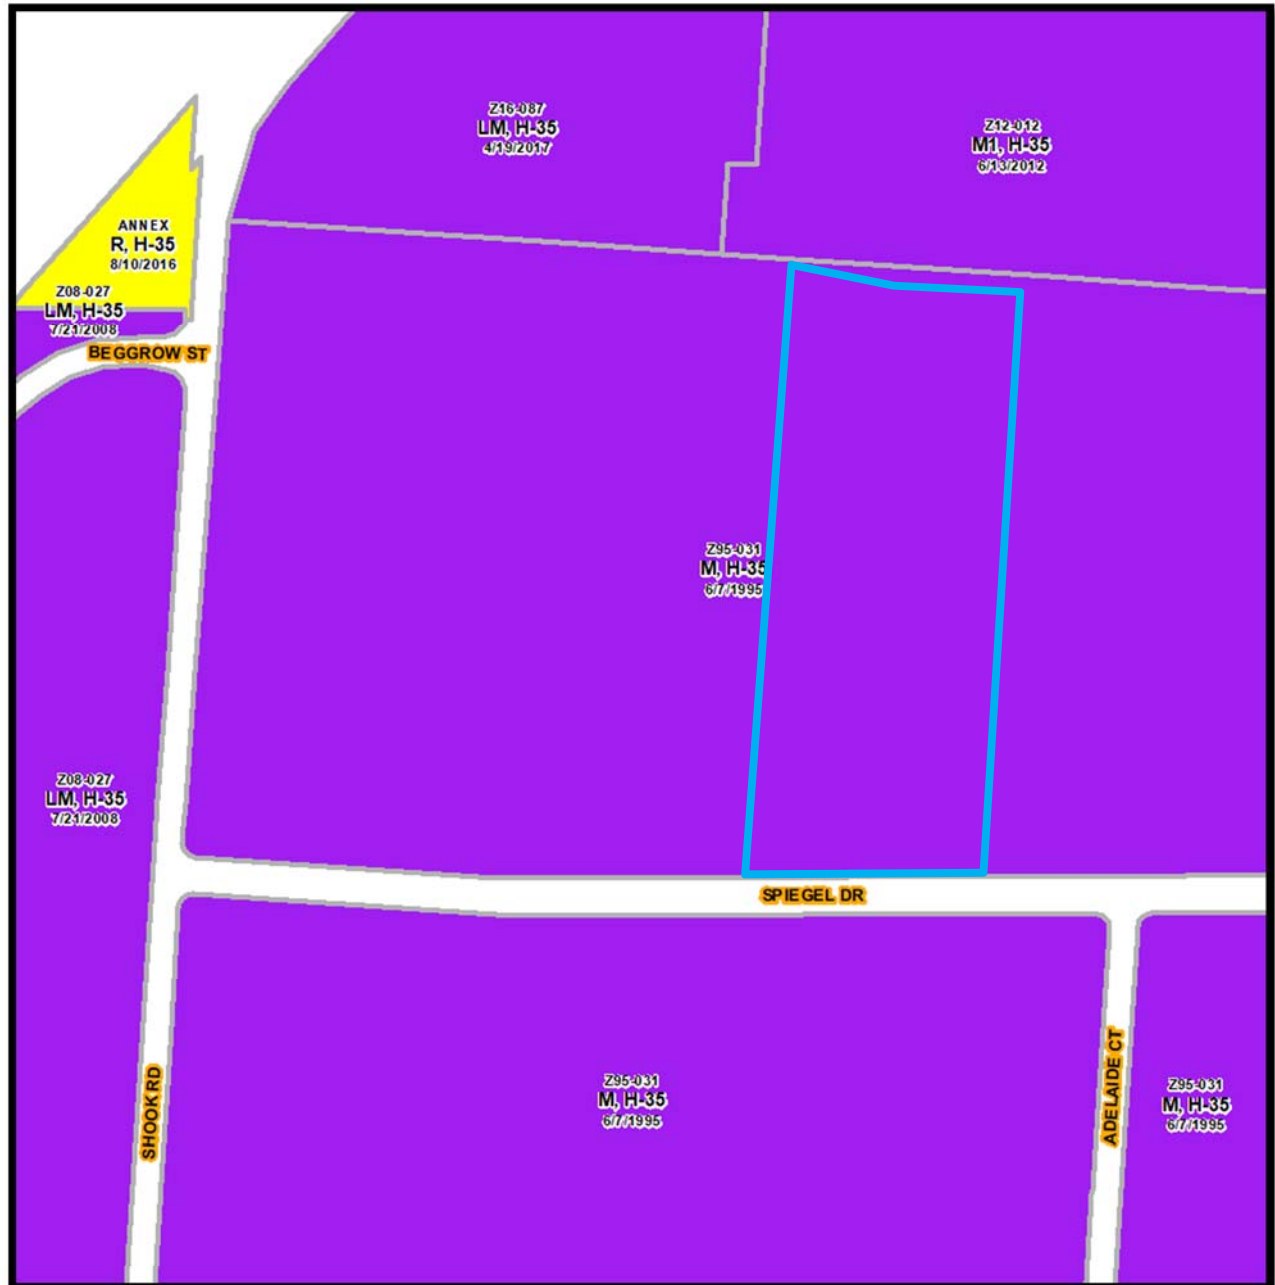 Z16-087
LM, H-35
4/19/2017
Z12-012
M1, H-35
6/13/2012
ANNEX
R, H-35
8/10/2016
Z08-027
LM, H-35
7/21/2008
BEGGROW ST
Z95-031
M, H-35
6/7/1995
Z08-027
LM, H-35
7/21/2008
SPIEGEL DR
SHOOK RD
Z95-031
M, H-35
6/7/1995
ADELAIDE CT
Z95-031
M, H-35
6/7/1995